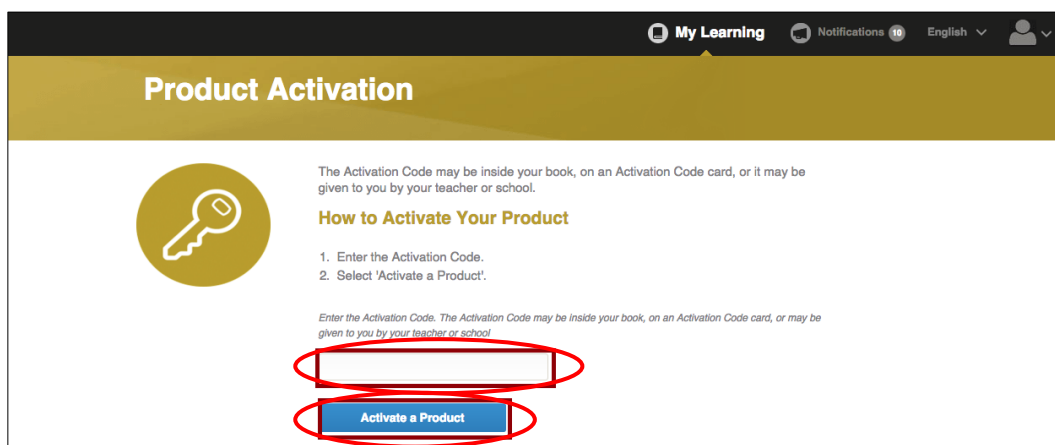 My Learning Notifications 10 English
Product Activation
The Activation Code may be inside your book, on an Activation Code card, or it may be
given to you by your teacher or school.
How to Activate Your Product
1. Enter the Activation Code.
2. Select 'Activate a Product'.
Enter the Activation Code. The Activation Code may be inside your book, on an Activation Code card, or may be
given to you by your teacher or school
Activate a Product